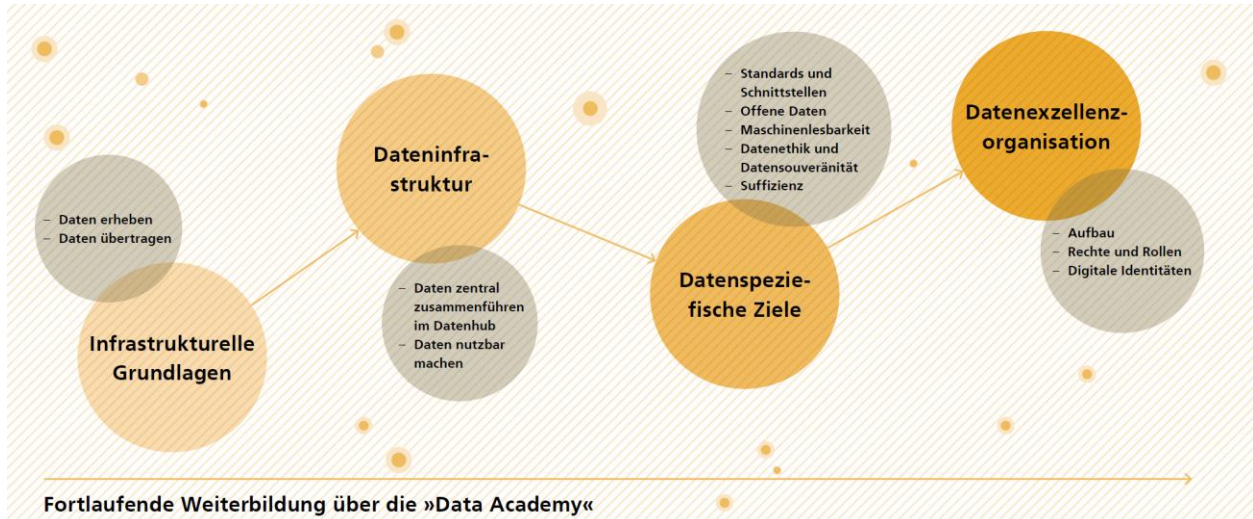 – Daten erheben
– Daten übertragen
Infrastrukturelle
Grundlagen
Dateninfra-
struktur
– Daten zentral
zusammenführen
im Datenhub
– Daten nutzbar
machen
– Standards und
Schnittstellen
– Offene Daten
– Maschinenlesbarkeit
– Datenethik und
Datensouveränität
– Suffizienz
Datenspezie-
fische Ziele
Datenexzellenz-
organisation
– Aufbau
– Rechte und Rollen
– Digitale Identitäten
Fortlaufende Weiterbildung über die »Data Academy«